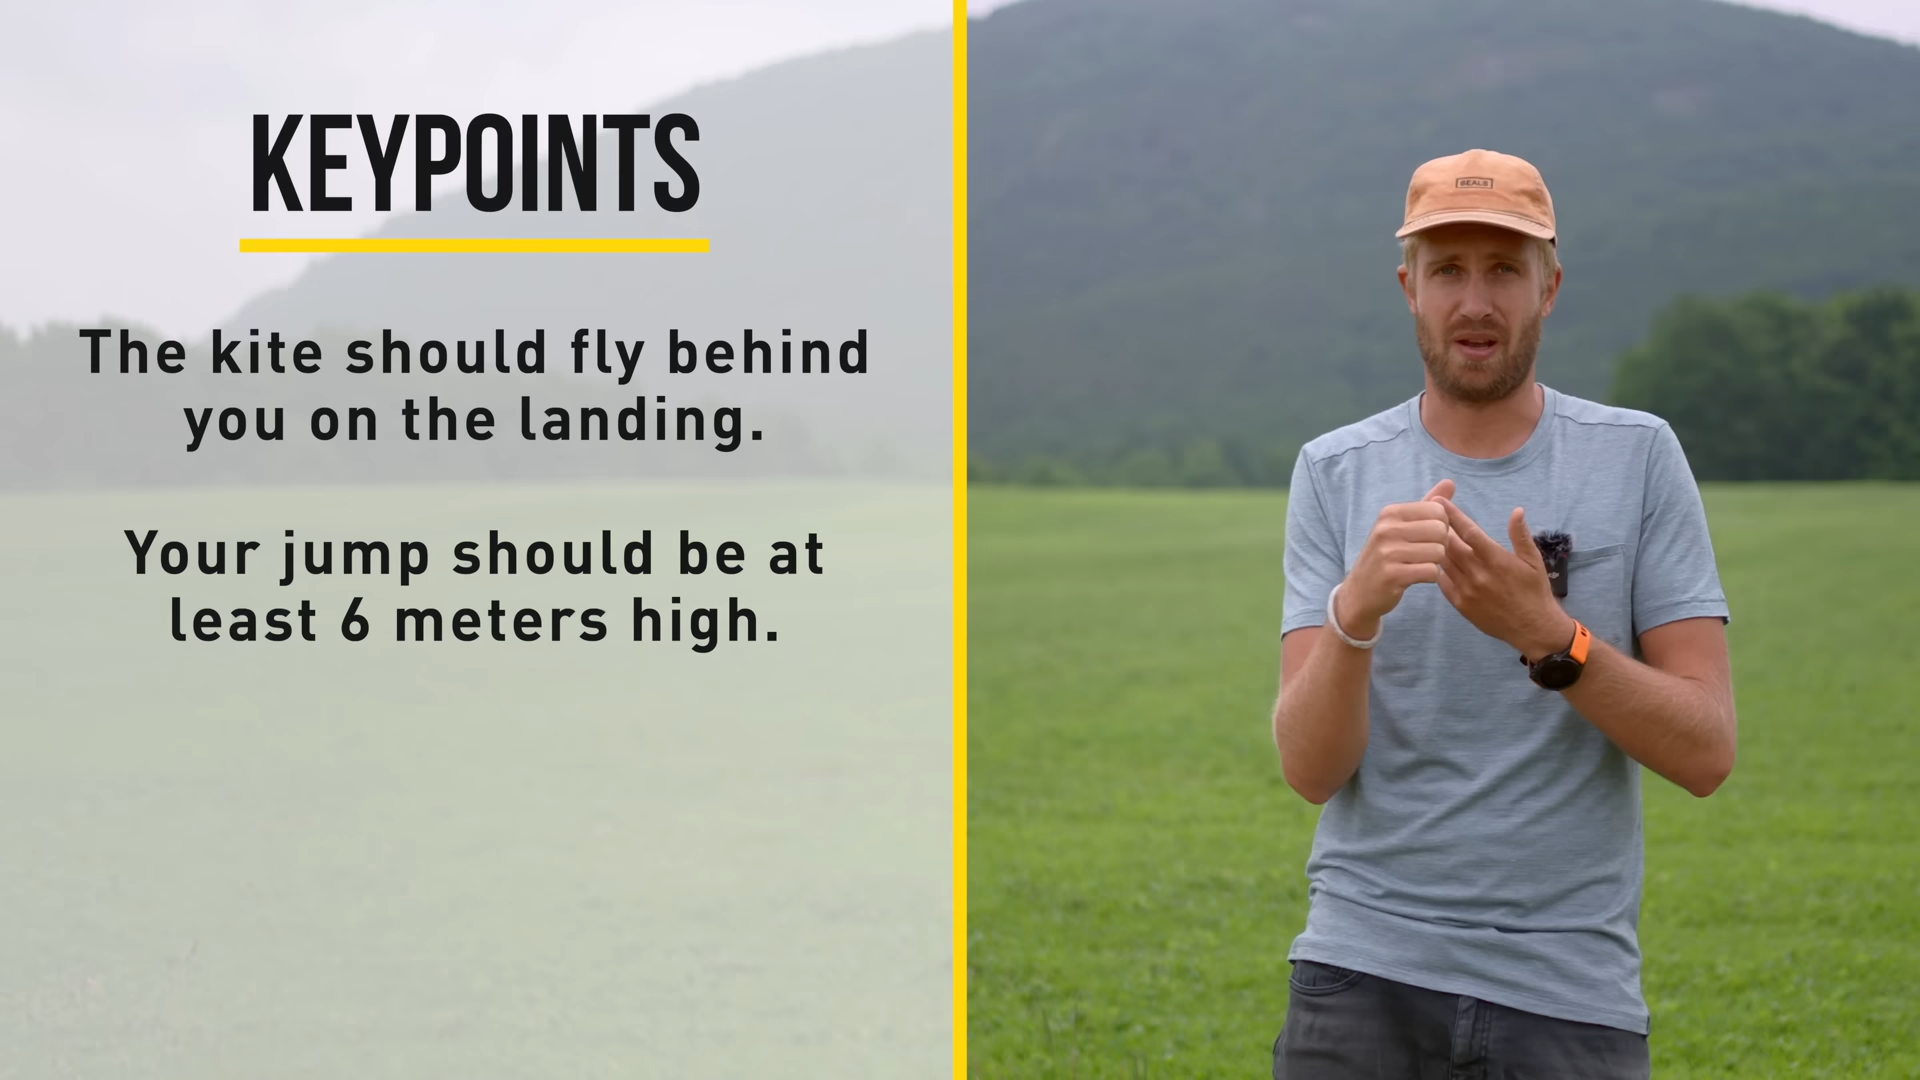 KEYPOINTS
The kite should fly behind
you on the landing.
Your jump should be at
least 6 meters high.